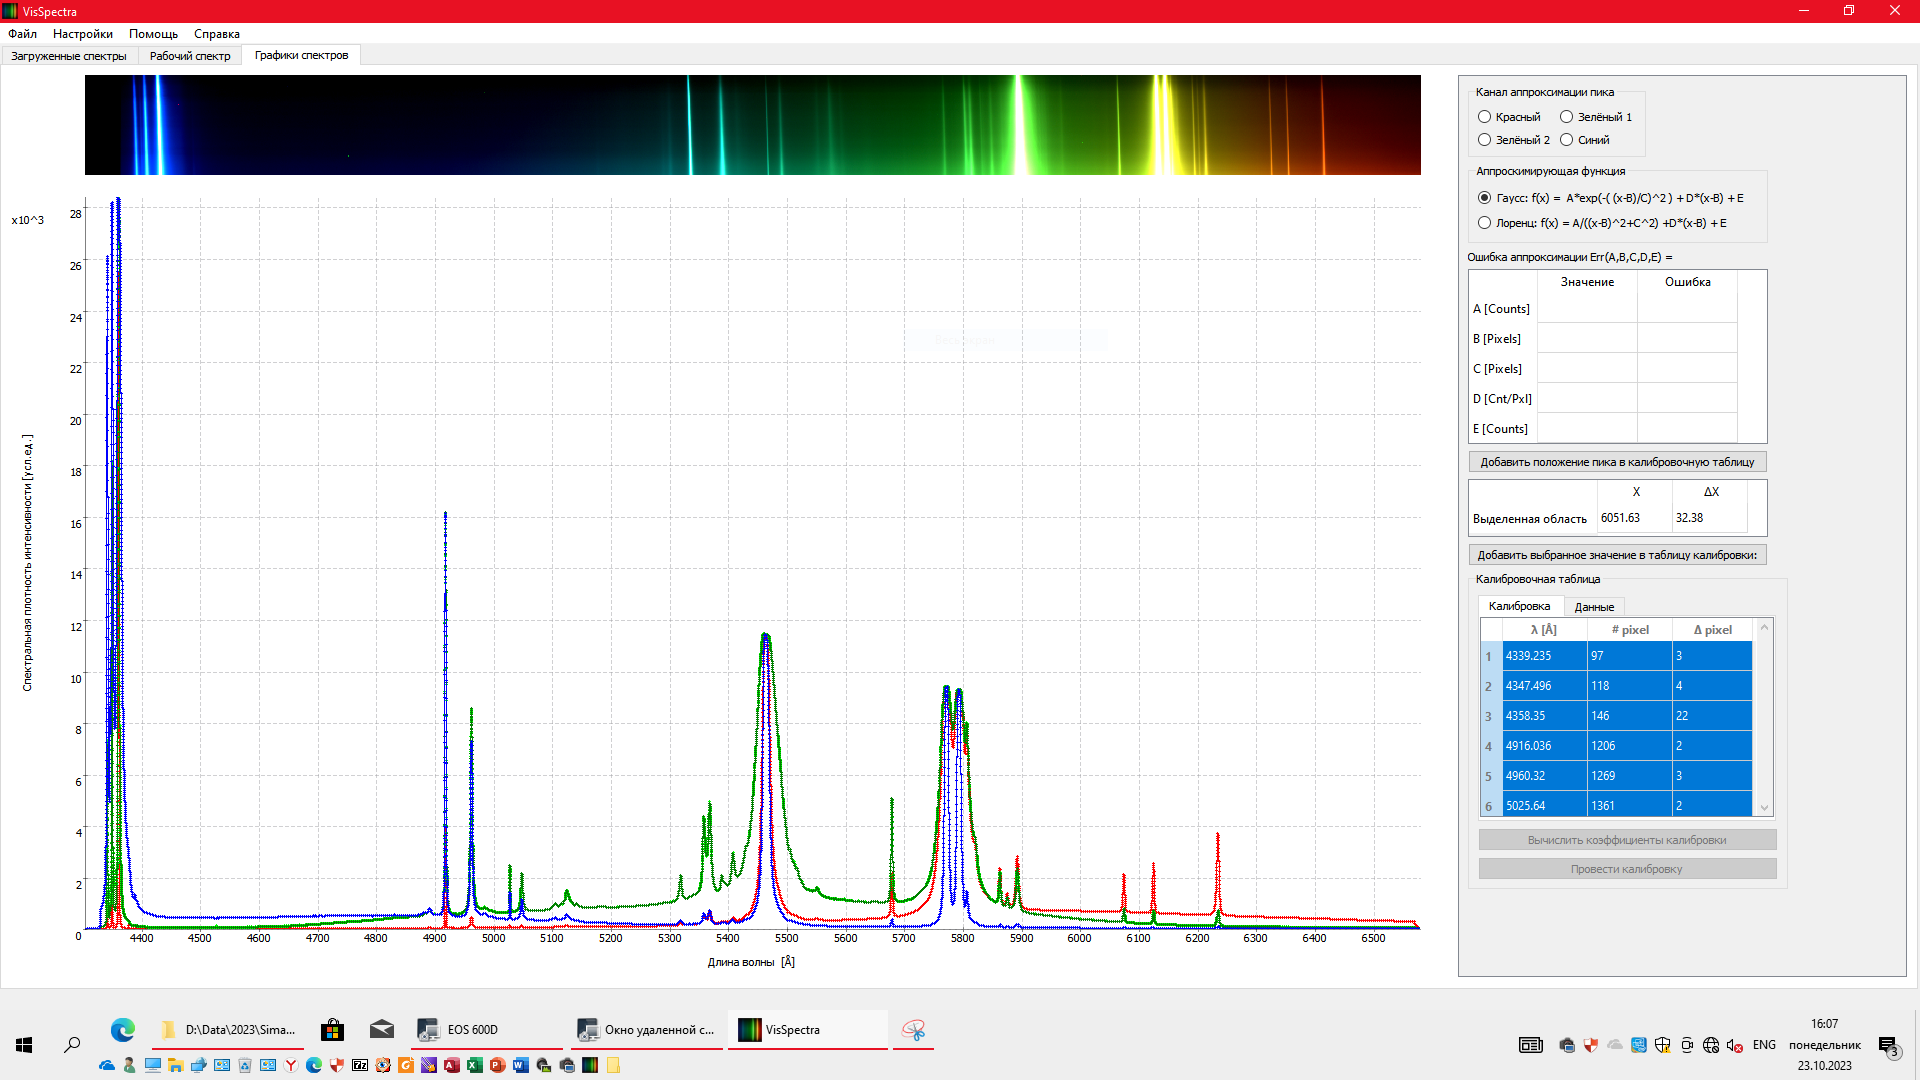 VisSpectra
Файл Настройки Помощь Справка
Загруженные спектры Рабочий спектр Графики спектров
x10^3
28
26
24
22
20
18
16
14
12
10
8
6
4
2
0
Спектральная плотность интенсивности [усл.ед.]
4400 4500 4600 4700 4800 4900 5000 5100 5200 5300 5400 5500 5600 5700 5800 5900 6000 6100 6200 6300 6400 6500
Длина волны [Å]
Канал аппроксимации пика
Красный Зелёный 1
Зелёный 2 Синий
Аппроскимирующая функция
Гаусс: f(x) = A*exp(-( (x-B)/C)^2 ) + D*(x-B) + E
Лоренц: f(x) = A/((x-B)^2+C^2) +D*(x-B) + E
Ошибка аппроксимации Err(A,B,C,D,E) =
Значение Ошибка
A [Counts]
B [Pixels]
C [Pixels]
D [Cnt/Pxl]
E [Counts]
Добавить положение пика в калибровочную таблицу
X ΔX
Выделенная область 6051.63 32.38
Добавить выбранное значение в таблицу калибровки:
Калибровочная таблица
Калибровка Данные
λ [Å] # pixel Δ pixel
1 4339.235 97 3
2 4347.496 118 4
3 4358.35 146 22
4 4916.036 1206 2
5 4960.32 1269 3
6 5025.64 1361 2
Вычислить коэффициенты калибровки
Провести калибровку
D:\Data\2023\Sima... EOS 600D Окно удаленной с... VisSpectra
ENG
16:07
понедельник
23.10.2023
3